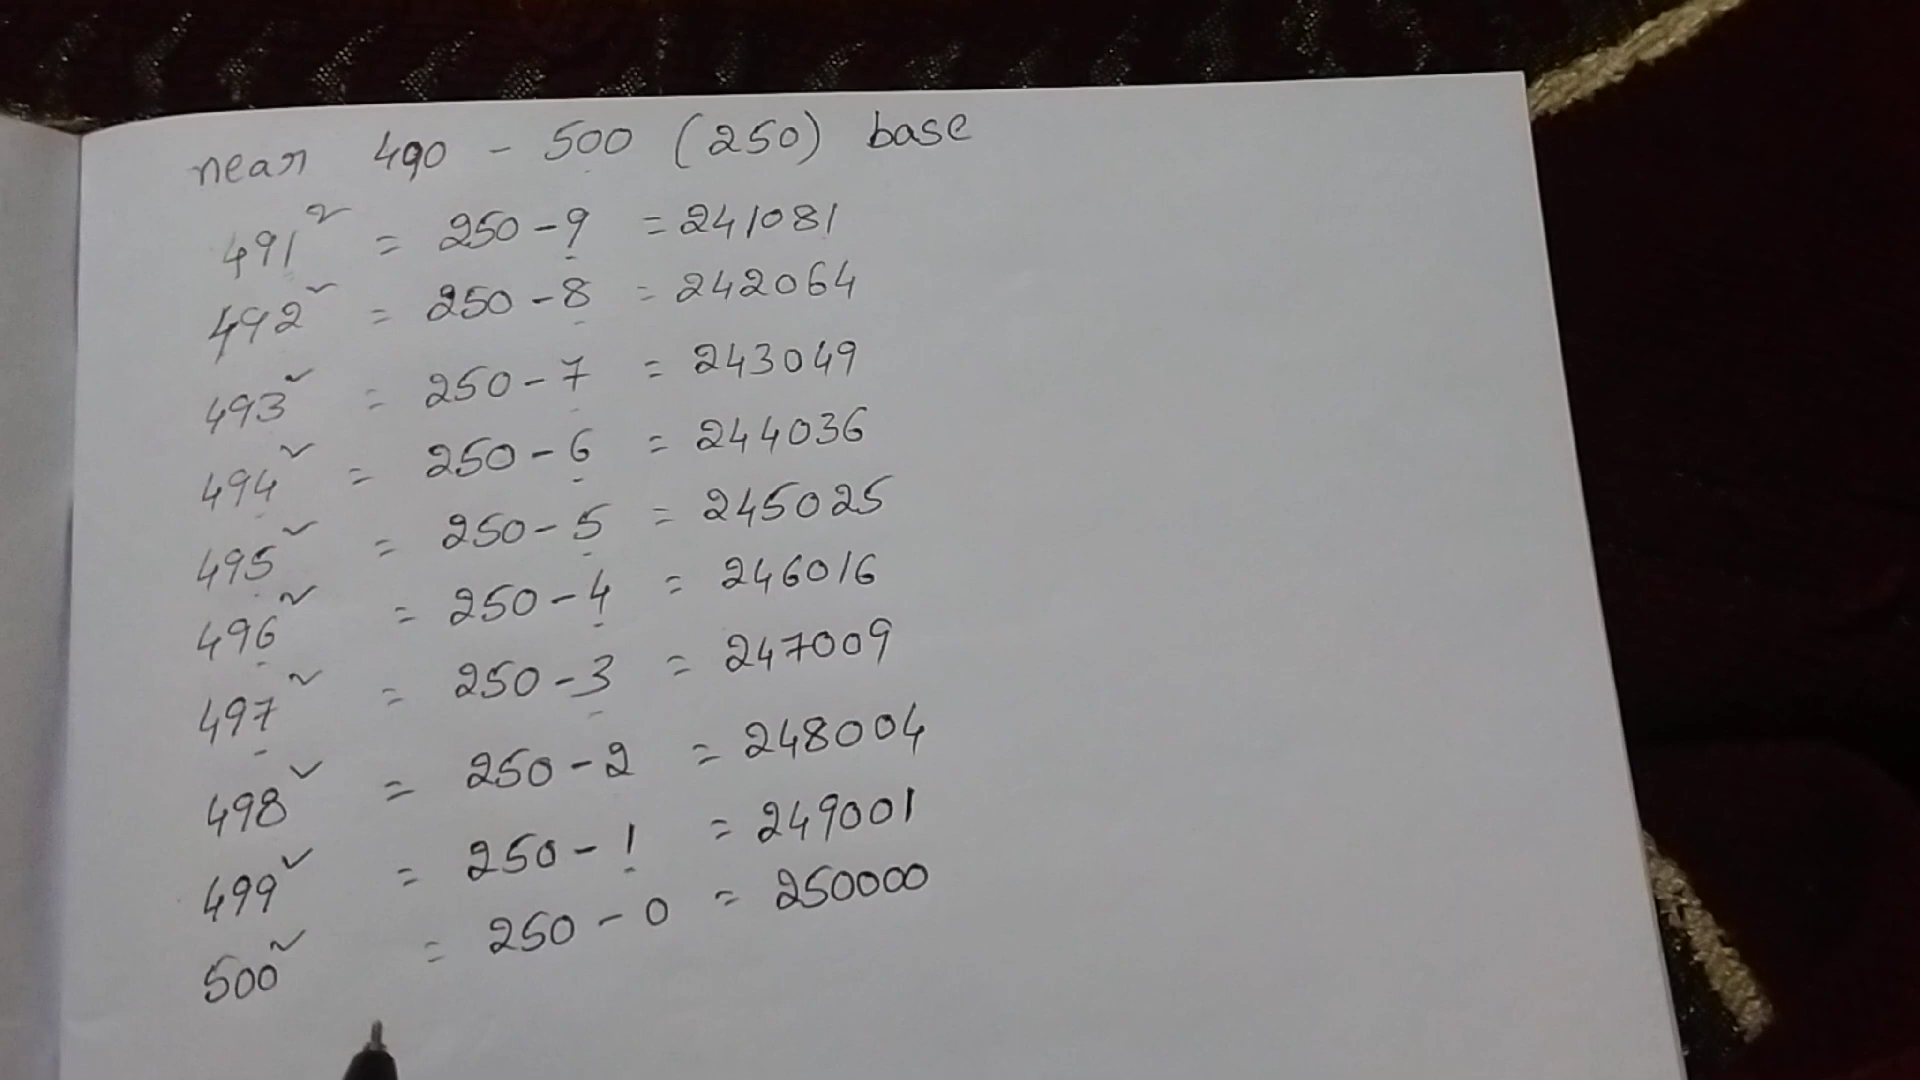 near 490 - 500 (250) base
491² = 250-9 = 241081
492² = 250-8 = 242064
493² = 250-7 = 243049
494² = 250-6 = 244036
495² = 250-5 = 245025
496² = 250-4 = 246016
497² = 250-3 = 247009
498² = 250-2 = 248004
499² = 250-1 = 249001
500² = 250-0 = 250000